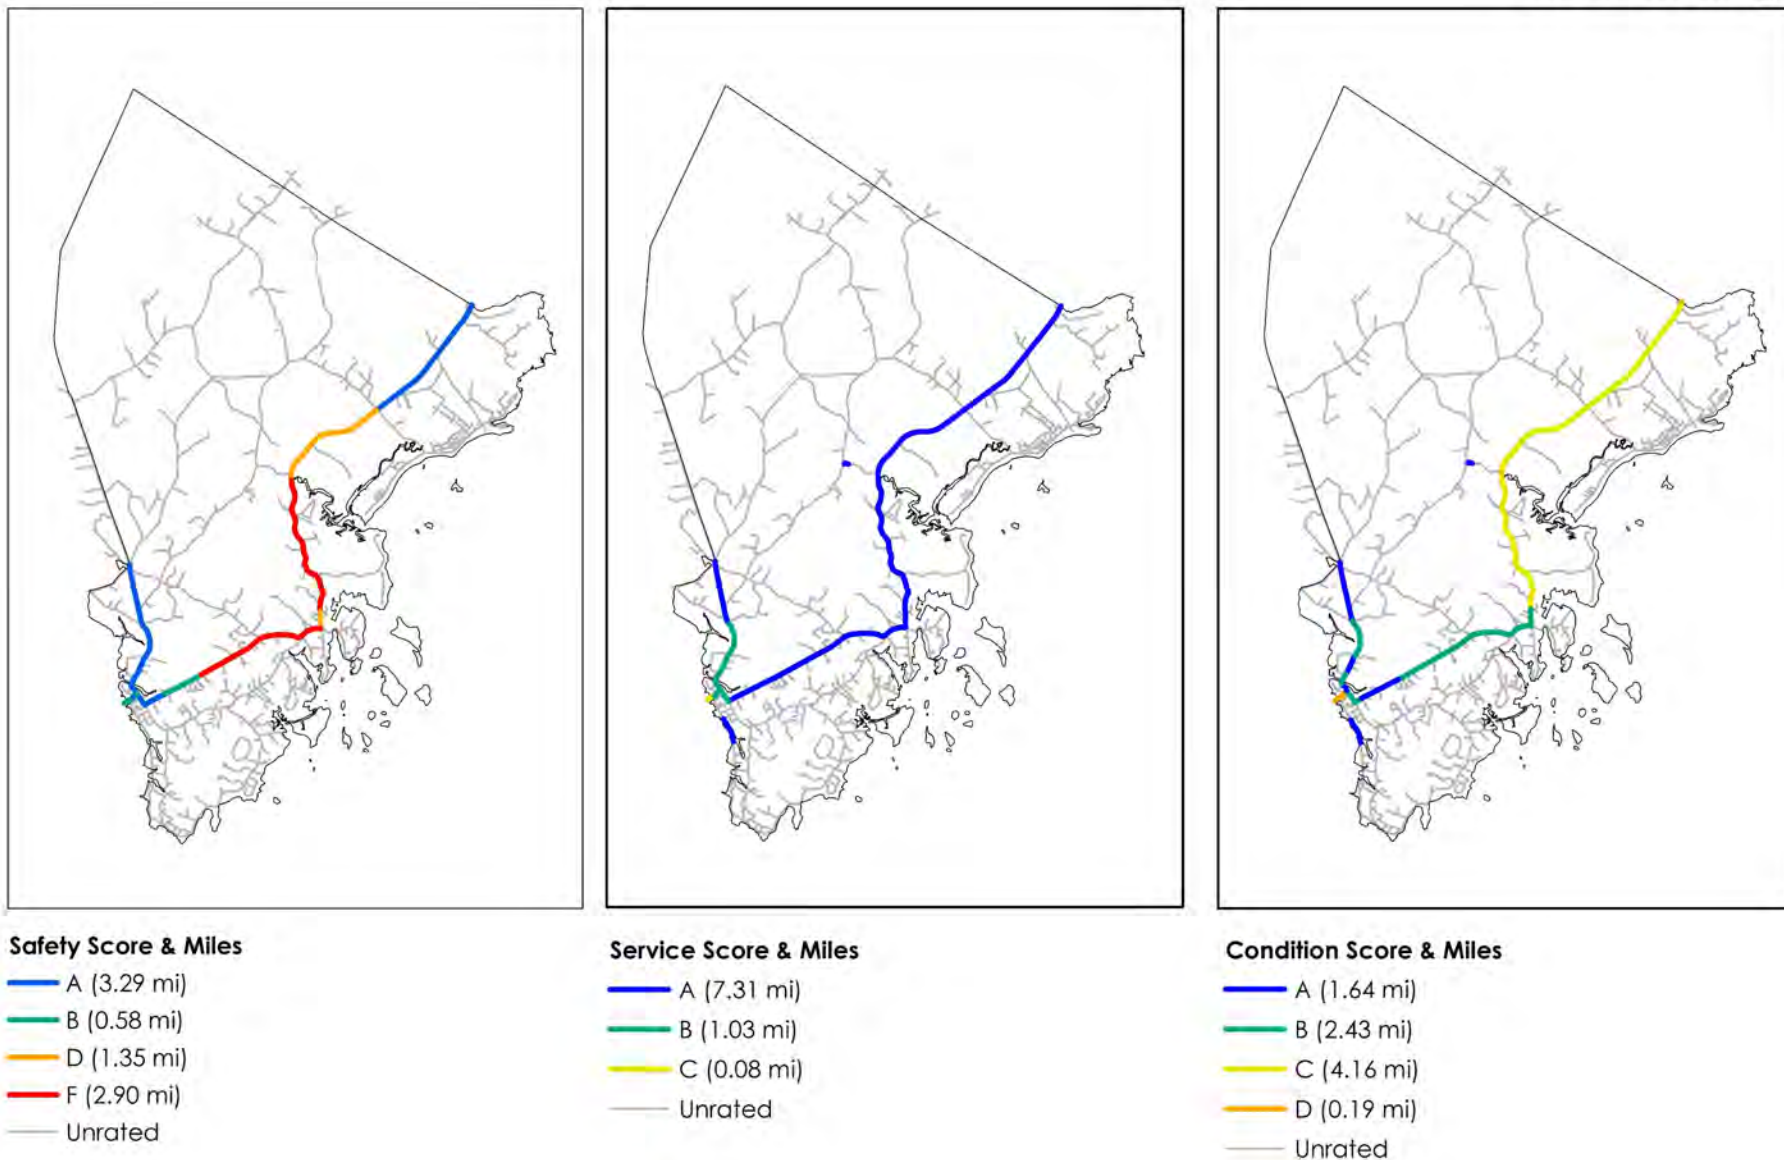 Safety Score & Miles
A (3.29 mi)
B (0.58 mi)
D (1.35 mi)
F (2.90 mi)
Unrated
Service Score & Miles
A (7.31 mi)
B (1.03 mi)
C (0.08 mi)
Unrated
Condition Score & Miles
A (1.64 mi)
B (2.43 mi)
C (4.16 mi)
D (0.19 mi)
Unrated